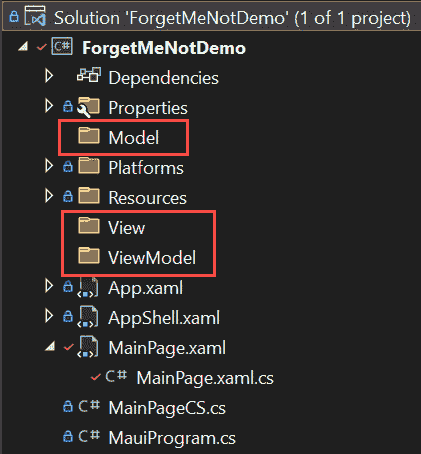 Solution 'ForgetMeNotDemo' (1 of 1 project)
C# ForgetMeNotDemo
Dependencies
Properties
Model
Platforms
Resources
View
ViewModel
App.xaml
AppShell.xaml
MainPage.xaml
C# MainPage.xaml.cs
C# MainPageCS.cs
C# MauiProgram.cs